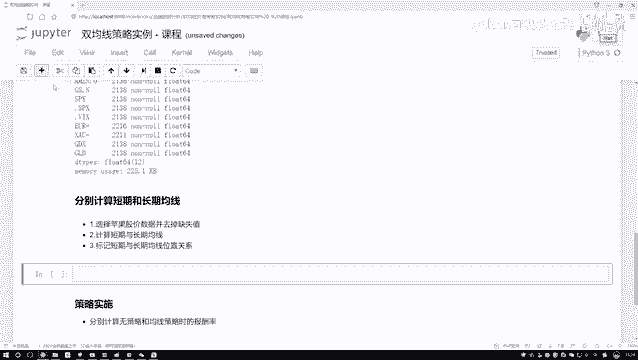 jupyter 双均线策略实例 - 课程 (unsaved changes)
File Edit View Insert Cell Kernel Widgets Help
Trusted Python 3
Code
GS.N 2138 non-null float64
SPY 2138 non-null float64
.SPX 2138 non-null float64
.VIX 2138 non-null float64
EUR= 2216 non-null float64
XAU= 2211 non-null float64
GDX 2138 non-null float64
GLD 2138 non-null float64
dtypes: float64(12)
memory usage: 225.1 KB
分别计算短期和长期均线
1.选择苹果股价数据并去掉缺失值
2.计算短期与长期均线
3.标记短期与长期均线位置关系
In [ ]:
策略实施
分别计算无策略和均线策略时的报酬率